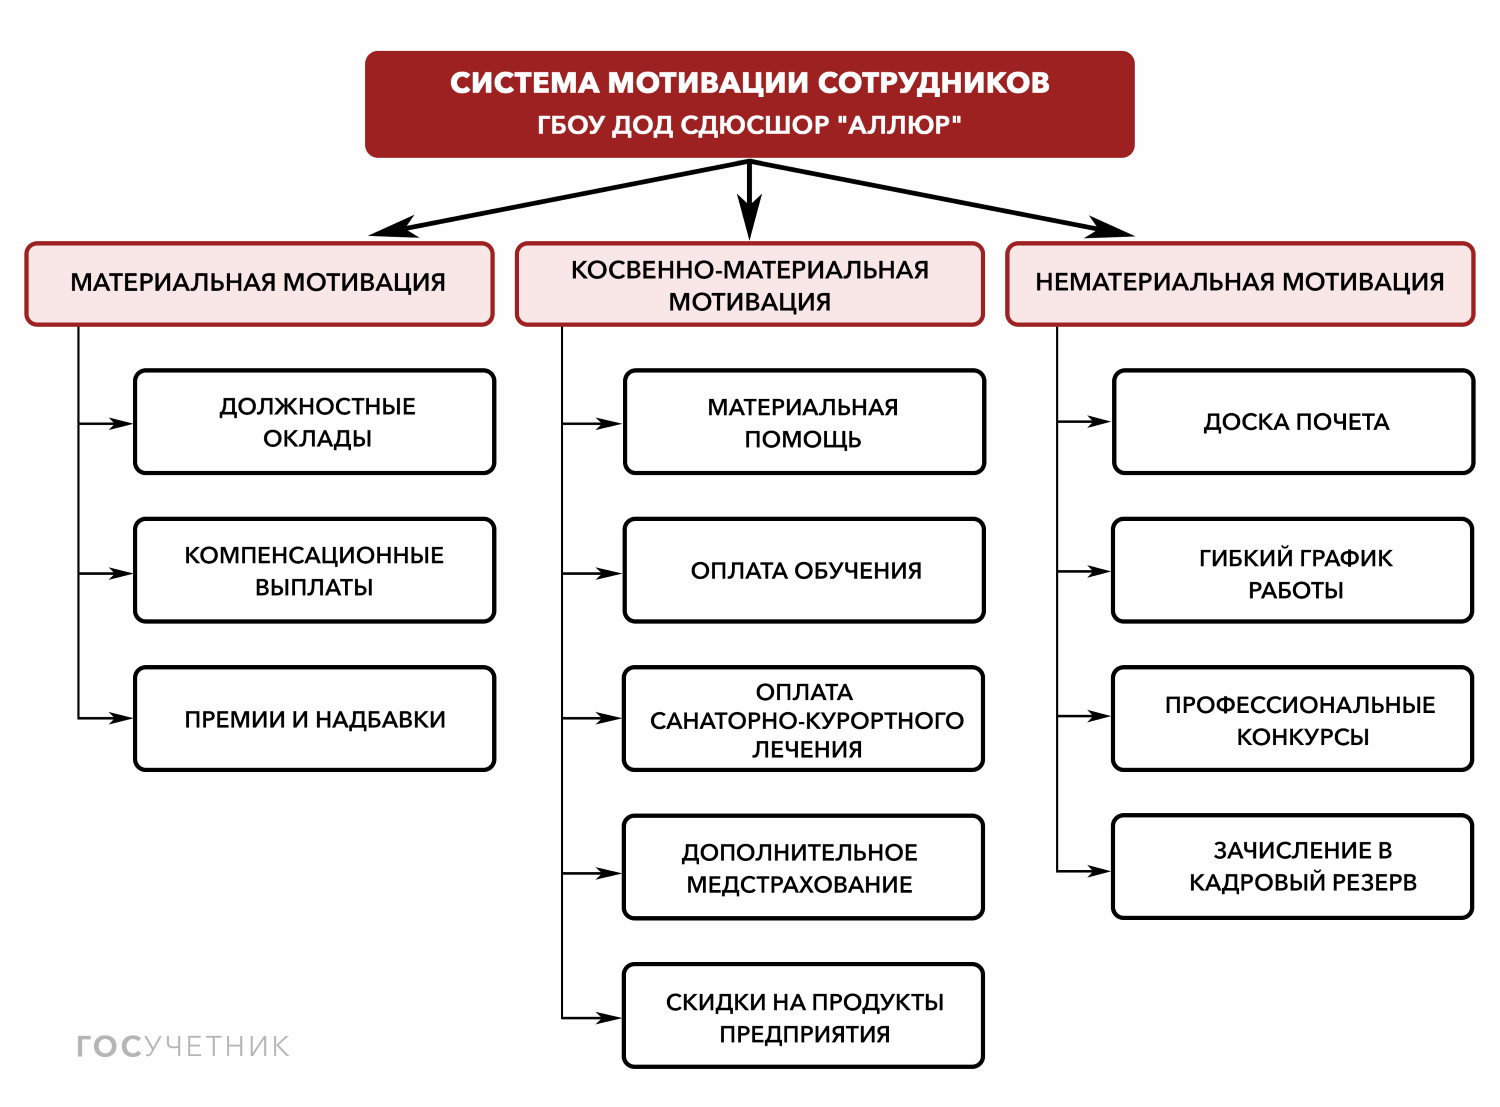 СИСТЕМА МОТИВАЦИИ СОТРУДНИКОВ
ГБОУ ДОД СДЮСШОР "АЛЛЮР"
МАТЕРИАЛЬНАЯ МОТИВАЦИЯ
ДОЛЖНОСТНЫЕ
ОКЛАДЫ
КОМПЕНСАЦИОННЫЕ
ВЫПЛАТЫ
ПРЕМИИ И НАДБАВКИ
КОСВЕННО-МАТЕРИАЛЬНАЯ
МОТИВАЦИЯ
МАТЕРИАЛЬНАЯ
ПОМОЩЬ
ОПЛАТА ОБУЧЕНИЯ
ОПЛАТА
САНАТОРНО-КУРОРТНОГО
ЛЕЧЕНИЯ
ДОПОЛНИТЕЛЬНОЕ
МЕДСТРАХОВАНИЕ
СКИДКИ НА ПРОДУКТЫ
ПРЕДПРИЯТИЯ
НЕМАТЕРИАЛЬНАЯ МОТИВАЦИЯ
ДОСКА ПОЧЕТА
ГИБКИЙ ГРАФИК
РАБОТЫ
ПРОФЕССИОНАЛЬНЫЕ
КОНКУРСЫ
ЗАЧИСЛЕНИЕ В
КАДРОВЫЙ РЕЗЕРВ
ГОСУЧЕТНИК